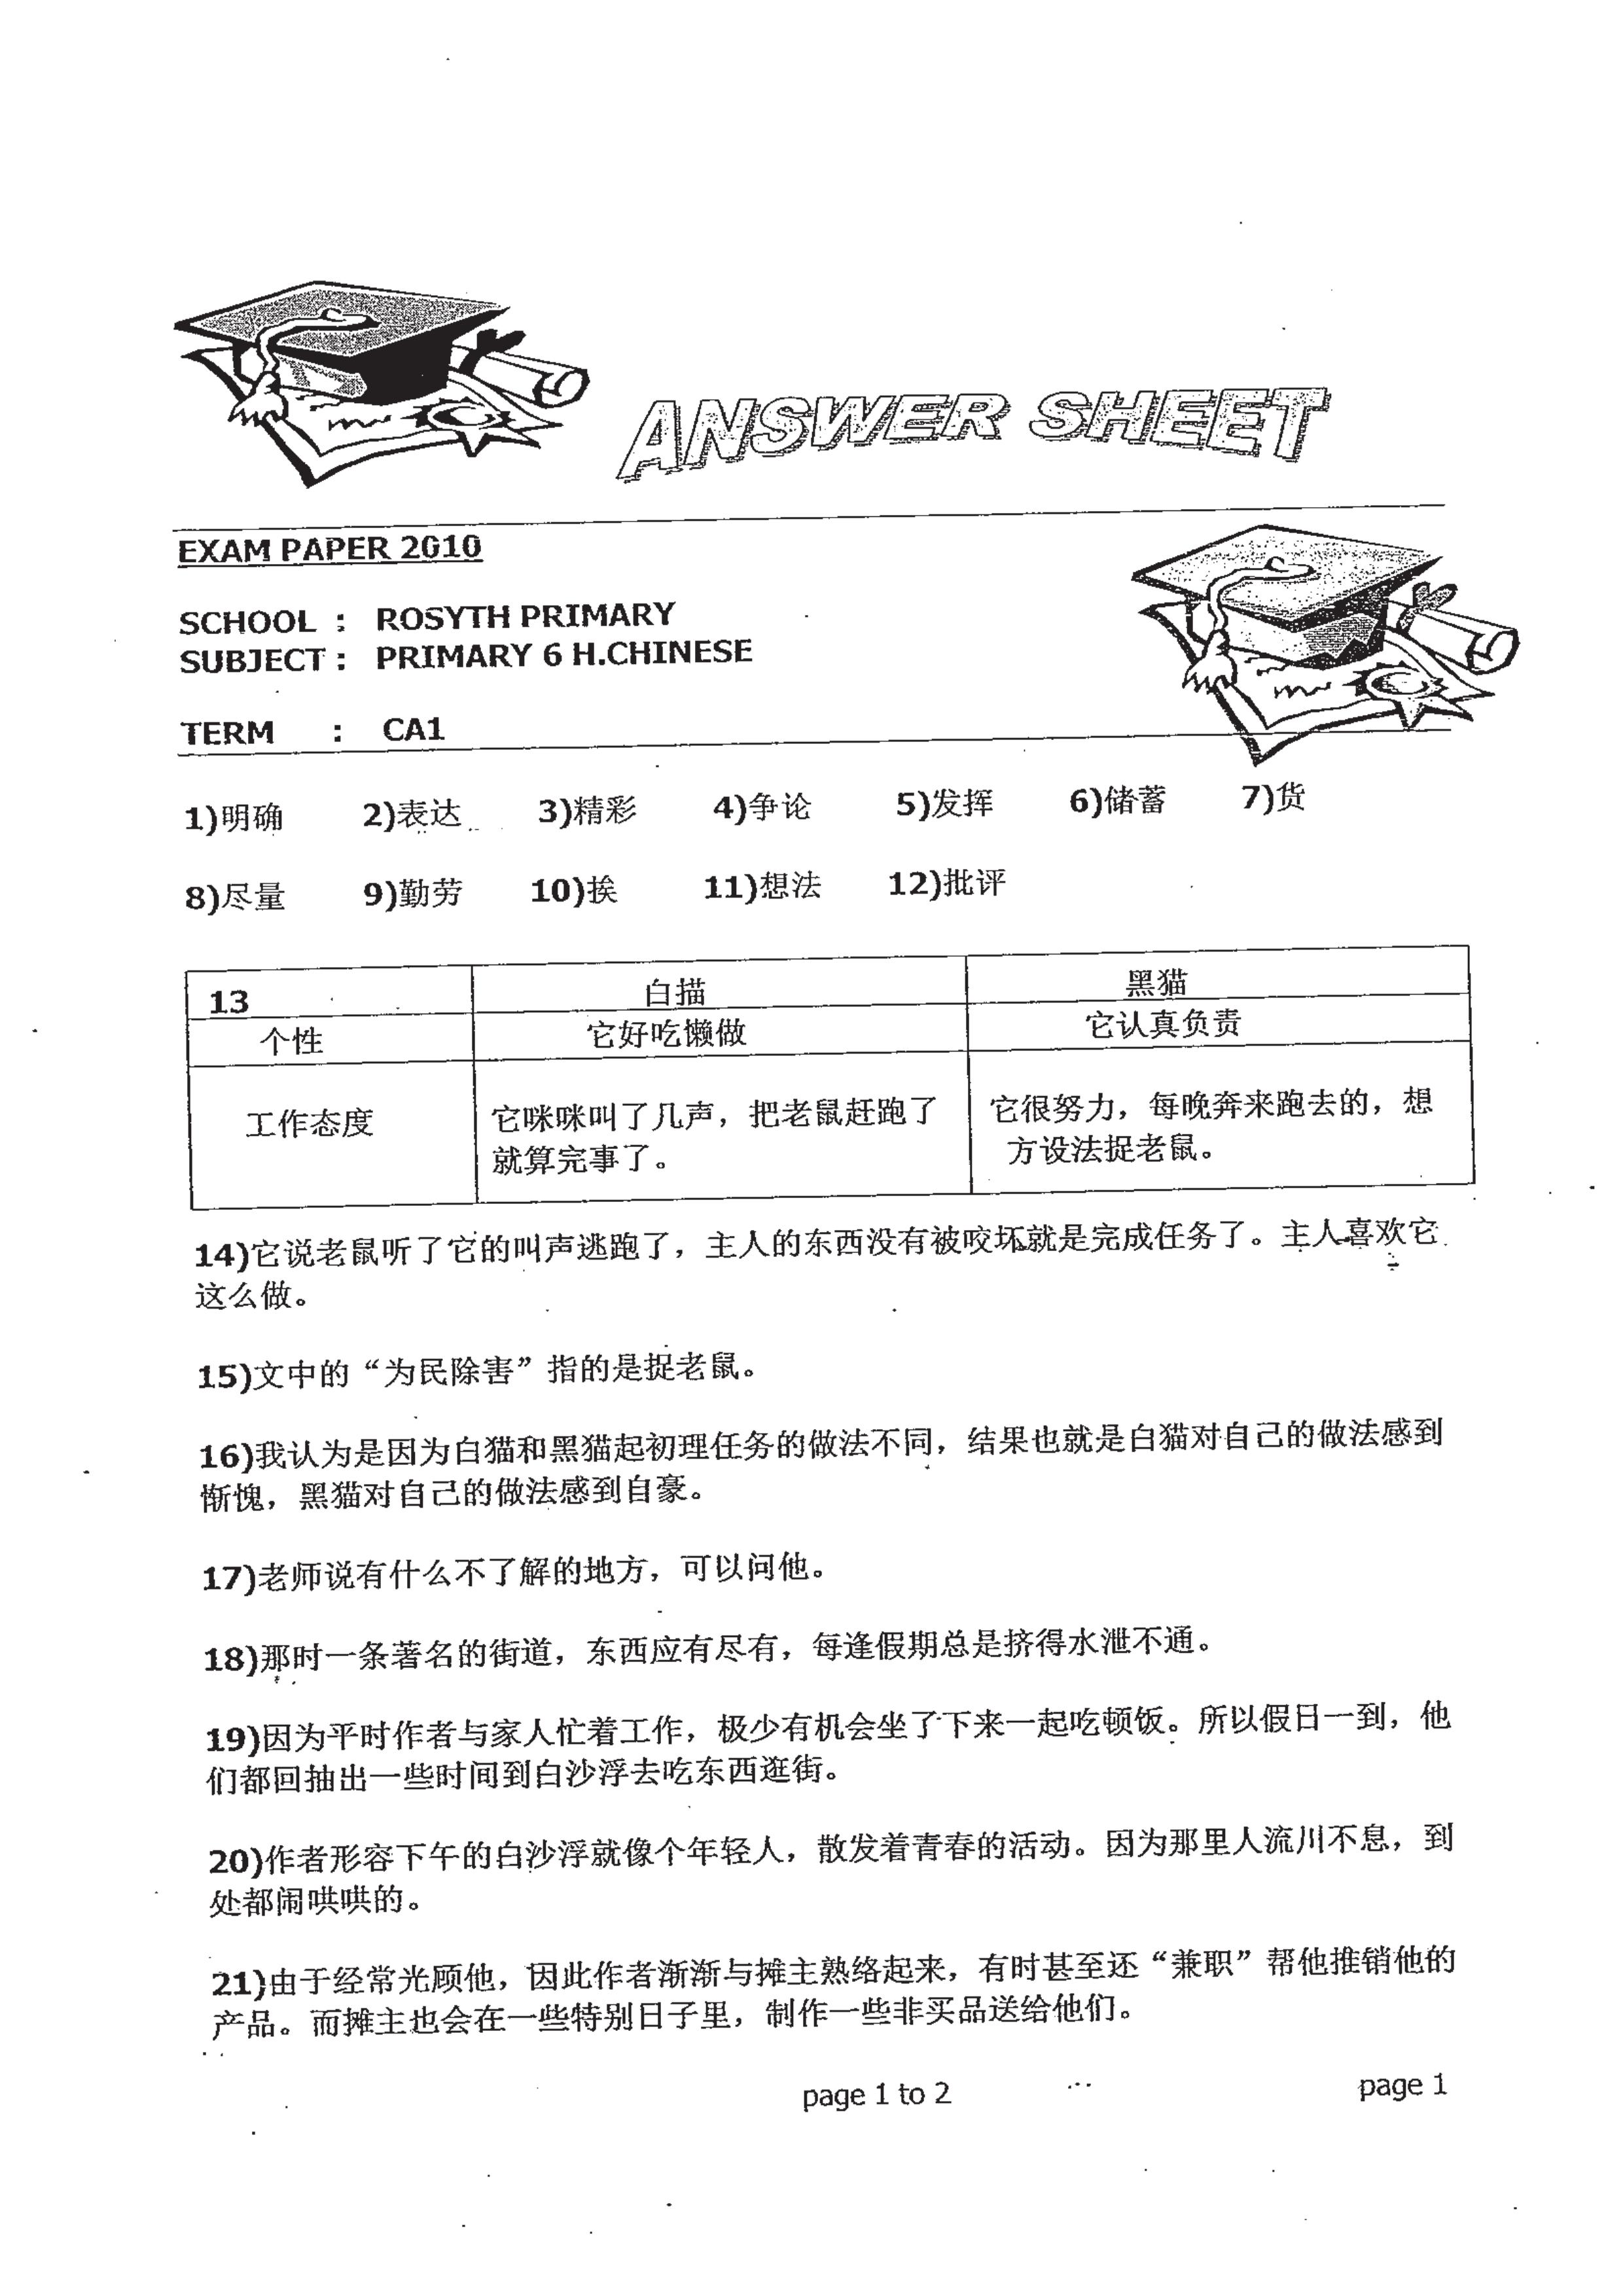 ANSWER SHEET
EXAM PAPER 2010
SCHOOL : ROSYTH PRIMARY
SUBJECT : PRIMARY 6 H.CHINESE
TERM : CA1
1)明确 2)表达 3)精彩 4)争论 5)发挥 6)储蓄 7)货
8)尽量 9)勤劳 10)挨 11)想法 12)批评
13 白描 黑猫
个性 它好吃懒做 它认真负责
工作态度 它咪咪叫了几声，把老鼠赶跑了 它很努力，每晚奔来跑去的，想
就算完事了。 方设法捉老鼠。
14)它说老鼠听了它的叫声逃跑了，主人的东西没有被咬坏就是完成任务了。主人喜欢它
这么做。
15)文中的“为民除害”指的是捉老鼠。
16)我认为是因为白猫和黑猫起初理任务的做法不同，结果也就是白猫对自己的做法感到
惭愧，黑猫对自己的做法感到自豪。
17)老师说有什么不了解的地方，可以问他。
18)那时一条著名的街道，东西应有尽有，每逢假期总是挤得水泄不通。
19)因为平时作者与家人忙着工作，极少有机会坐了下来一起吃顿饭。所以假日一到，他
们都回抽出一些时间到白沙浮去吃东西逛街。
20)作者形容下午的白沙浮就像个年轻人，散发着青春的活动。因为那里人流川不息，到
处都闹哄哄的。
21)由于经常光顾他，因此作者渐渐与摊主熟络起来，有时甚至还“兼职”帮他推销他的
产品。而摊主也会在一些特别日子里，制作一些非买品送给他们。
page 1 to 2 page 1